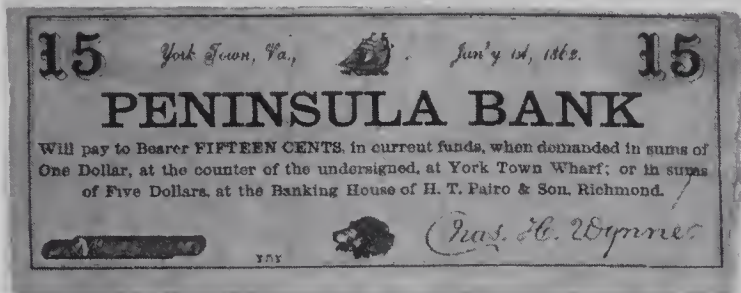 15 York Town, Va., Jan'y 1st, 1862. 15
PENINSULA BANK
Will pay to Bearer FIFTEEN CENTS, in current funds, when demanded in sums of
One Dollar, at the counter of the undersigned, at York Town Wharf; or in sums
of Five Dollars, at the Banking House of H. T. Pairo & Son, Richmond.
Chas. H. Wynne